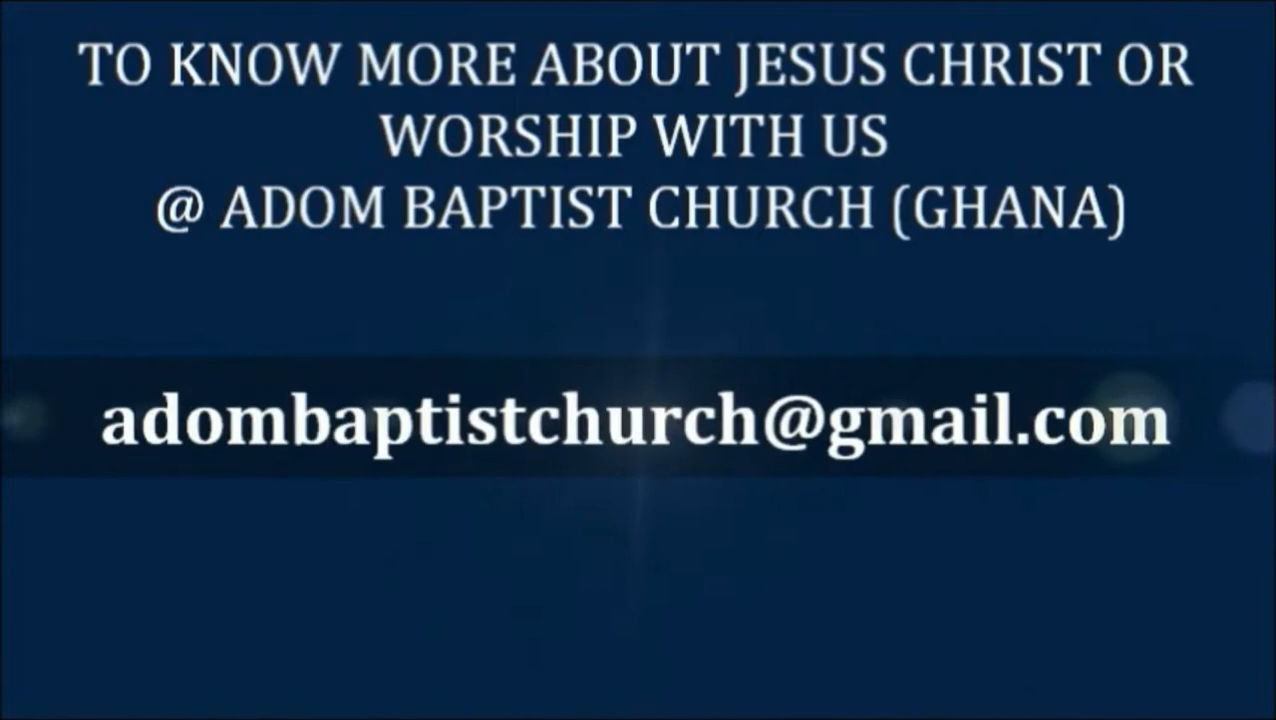 TO KNOW MORE ABOUT JESUS CHRIST OR
WORSHIP WITH US
@ ADOM BAPTIST CHURCH (GHANA)
adombaptistchurch@gmail.com